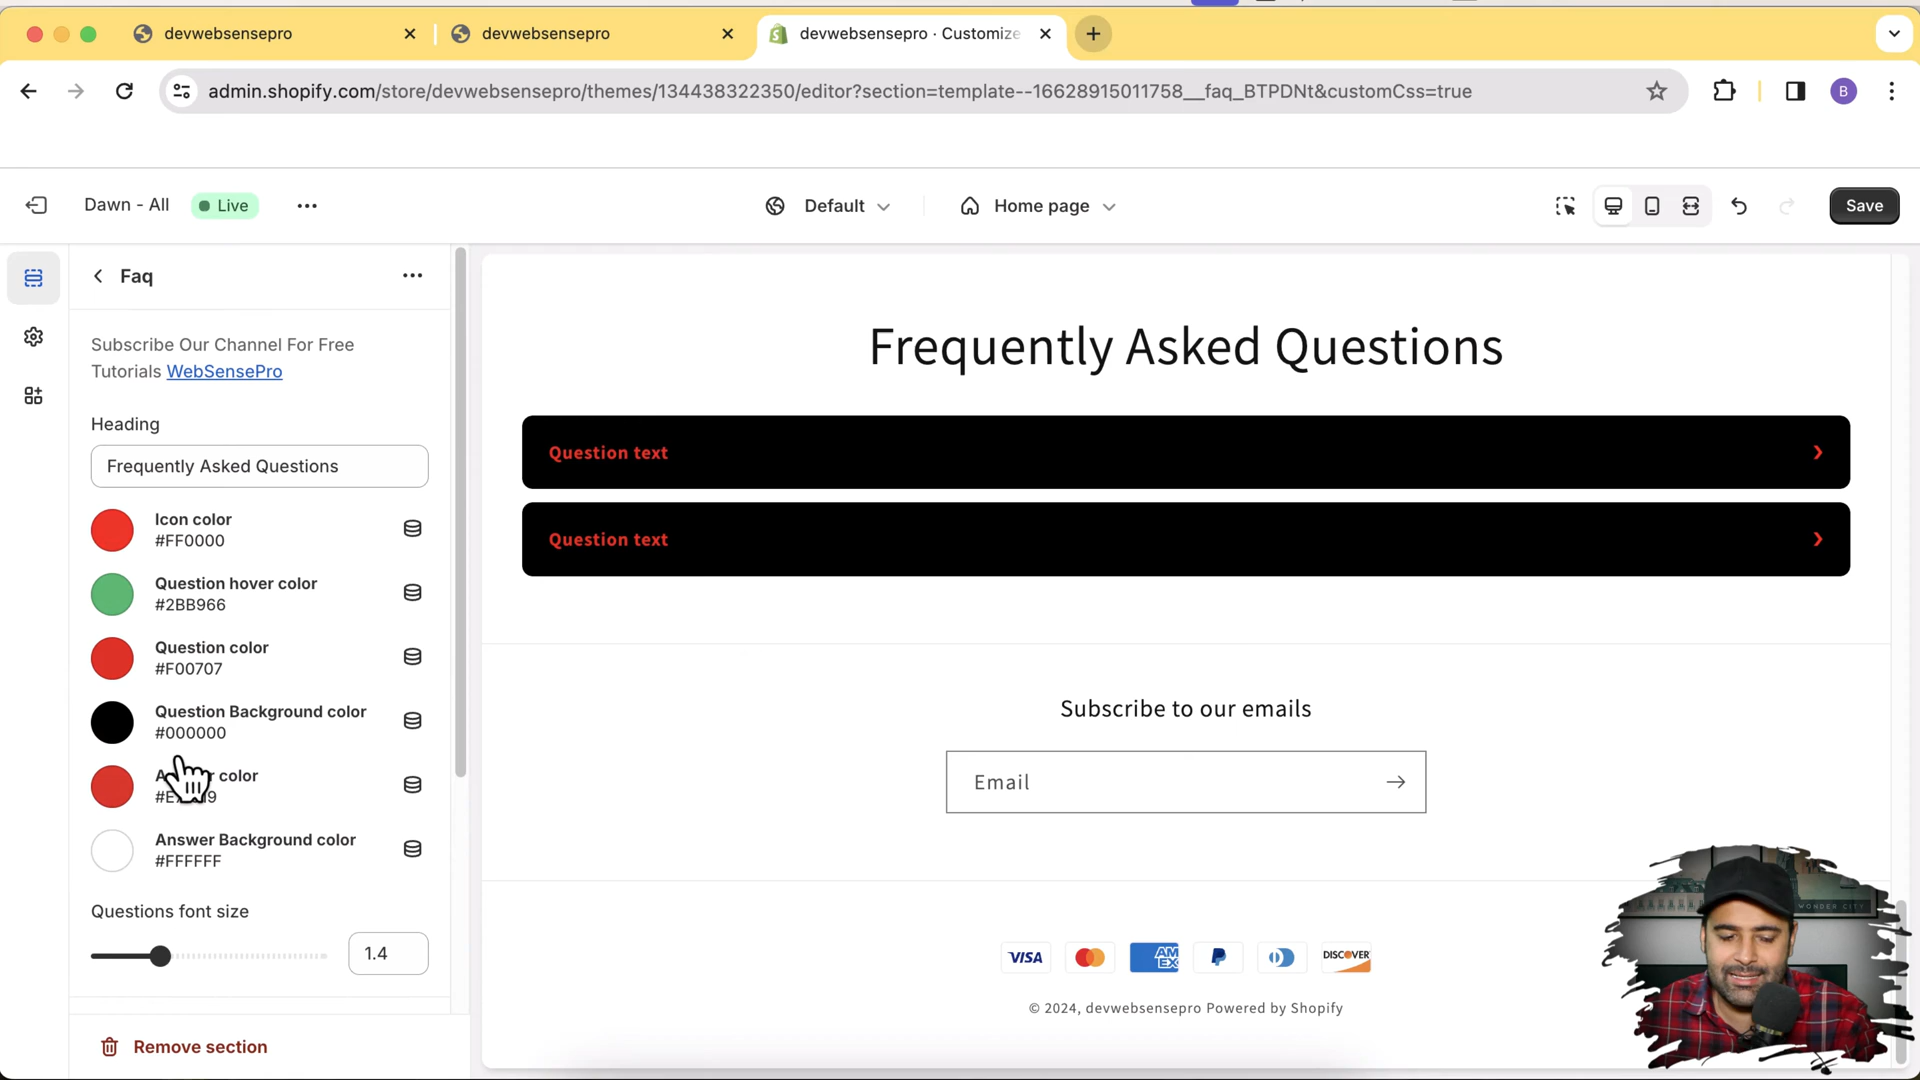 devwebsensepro
devwebsensepro
devwebsensepro · Customize
admin.shopify.com/store/devwebsensepro/themes/134438322350/editor?section=template--16628915011758__faq_BTPDNt&customCss=true
B
Dawn - All
Live
Default
Home page
Save
Faq
Subscribe Our Channel For Free
Tutorials WebSensePro
Heading
Frequently Asked Questions
Icon color
#FF0000
Question hover color
#2BB966
Question color
#F00707
Question Background color
#000000
color
Answer Background color
#FFFFFF
Questions font size
1.4
Remove section
Frequently Asked Questions
Question text
Question text
Subscribe to our emails
Email
VISA
AM
EX
DISCOVER
© 2024, devwebsensepro Powered by Shopify
WONDER CITY